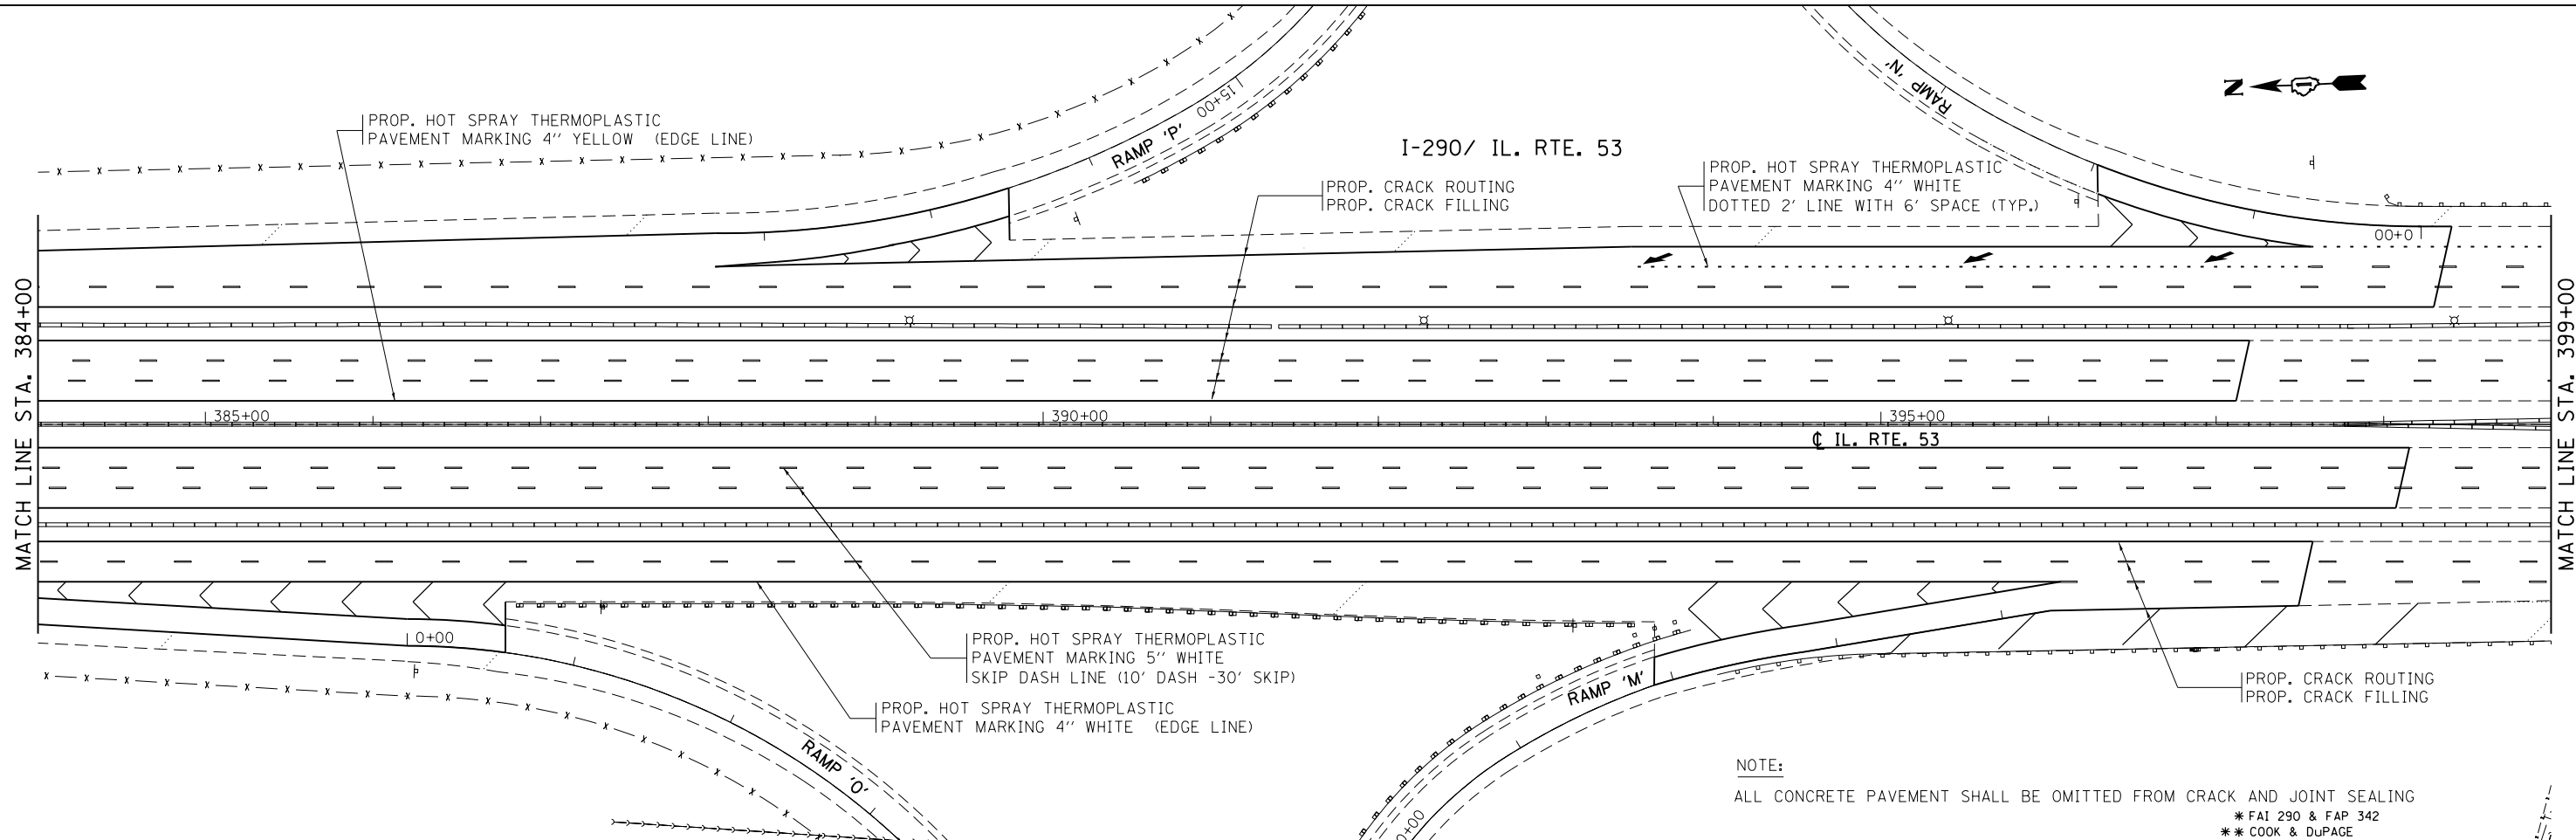 PROP. HOT SPRAY THERMOPLASTIC
PAVEMENT MARKING 4" YELLOW (EDGE LINE)
RAMP 'P'
15+00
I-290/ IL. RTE. 53
PROP. CRACK ROUTING
PROP. CRACK FILLING
PROP. HOT SPRAY THERMOPLASTIC
PAVEMENT MARKING 4" WHITE
DOTTED 2' LINE WITH 6' SPACE (TYP.)
RAMP 'N'
N
0+00
MATCH LINE STA. 384+00
MATCH LINE STA. 399+00
385+00
390+00
395+00
℄ IL. RTE. 53
0+00
PROP. HOT SPRAY THERMOPLASTIC
PAVEMENT MARKING 5" WHITE
SKIP DASH LINE (10' DASH -30' SKIP)
PROP. HOT SPRAY THERMOPLASTIC
PAVEMENT MARKING 4" WHITE (EDGE LINE)
RAMP 'O'
RAMP 'M'
PROP. CRACK ROUTING
PROP. CRACK FILLING
NOTE:
ALL CONCRETE PAVEMENT SHALL BE OMITTED FROM CRACK AND JOINT SEALING
* FAI 290 & FAP 342
** COOK & DuPAGE